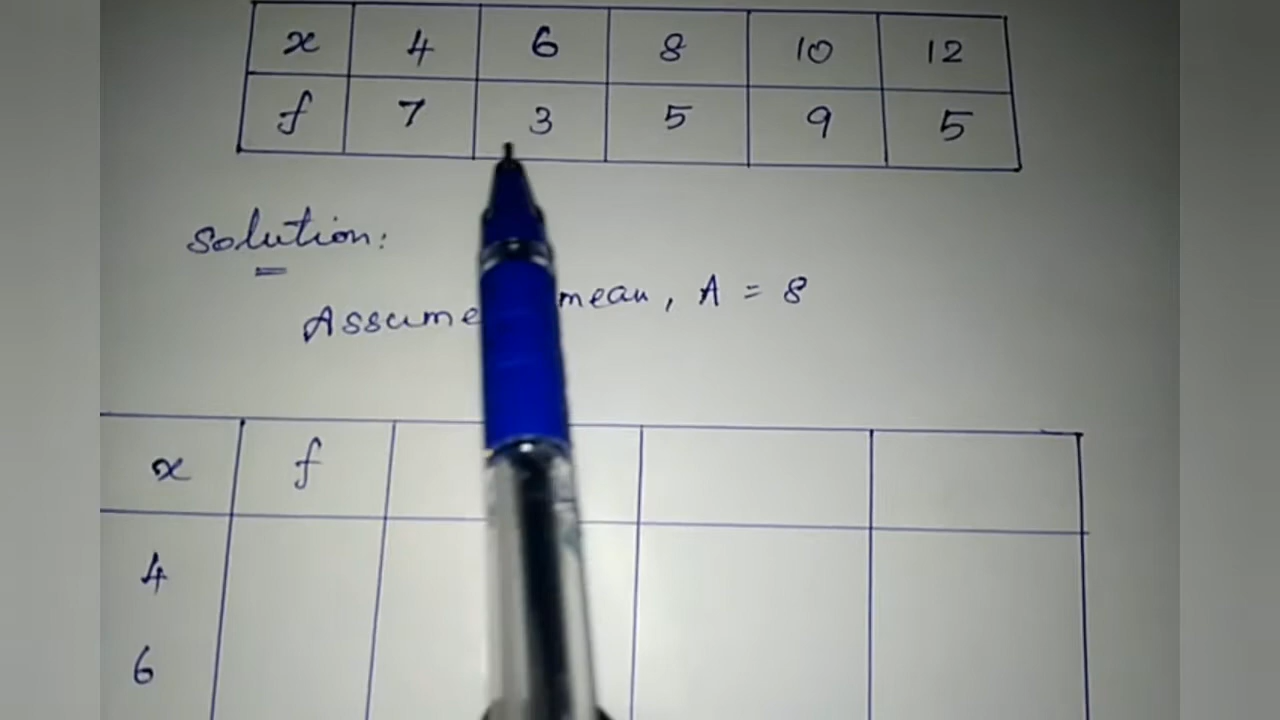 x 4 6 8 10 12
f 7 3 5 9 5
Solution:
Assume mean, A = 8
x f
4
6